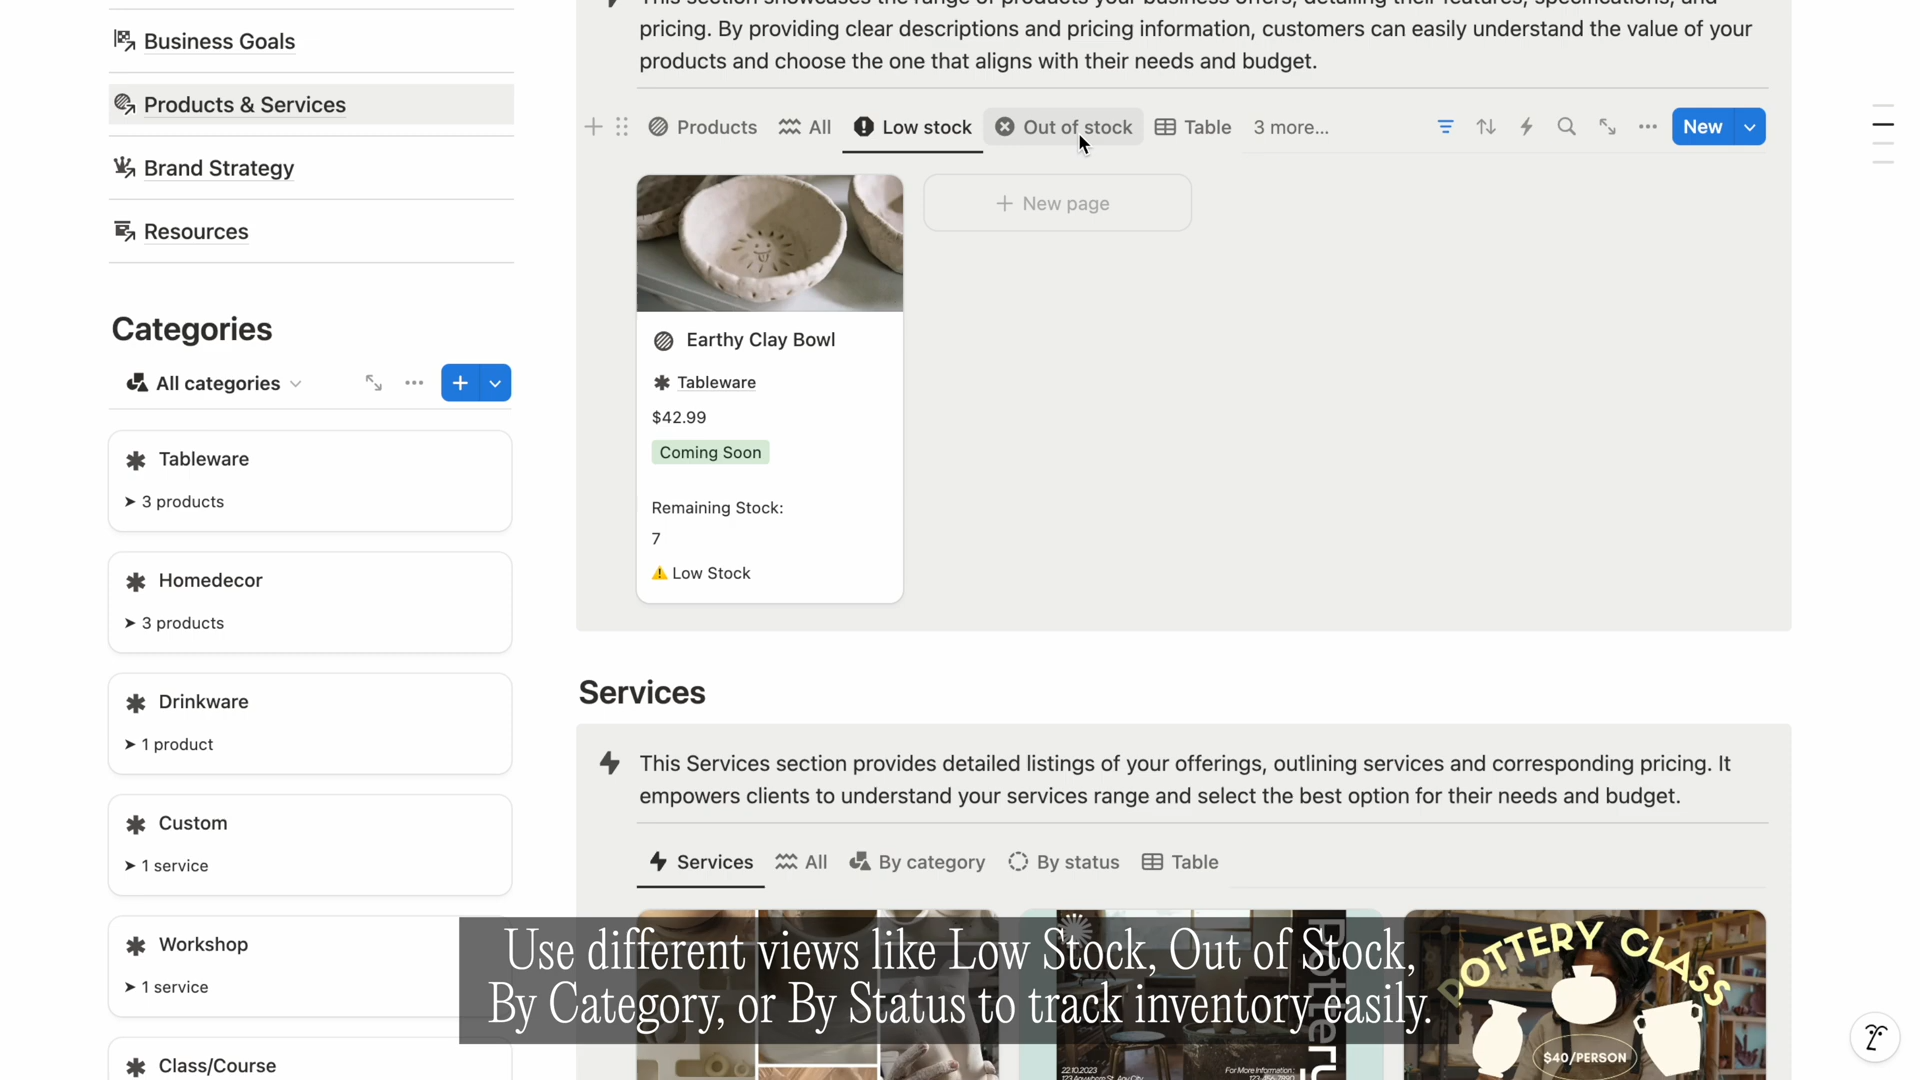 Business Goals
Products & Services
Brand Strategy
Resources
Categories
All categories
Tableware
➤ 3 products
Homedecor
➤ 3 products
Drinkware
➤ 1 product
Custom
➤ 1 service
Workshop
➤ 1 service
Class/Course
pricing. By providing clear descriptions and pricing information, customers can easily understand the value of your
products and choose the one that aligns with their needs and budget.
Products All Low stock Out of stock Table 3 more... New
Earthy Clay Bowl
Tableware
$42.99
Coming Soon
Remaining Stock:
7
⚠️ Low Stock
+ New page
Services
This Services section provides detailed listings of your offerings, outlining services and corresponding pricing. It
empowers clients to understand your services range and select the best option for their needs and budget.
Services All By category By status Table
POTTERY CLASS
$40/PERSON
22.10.2023
For More Information :
Use different views like Low Stock, Out of Stock,
By Category, or By Status to track inventory easily.